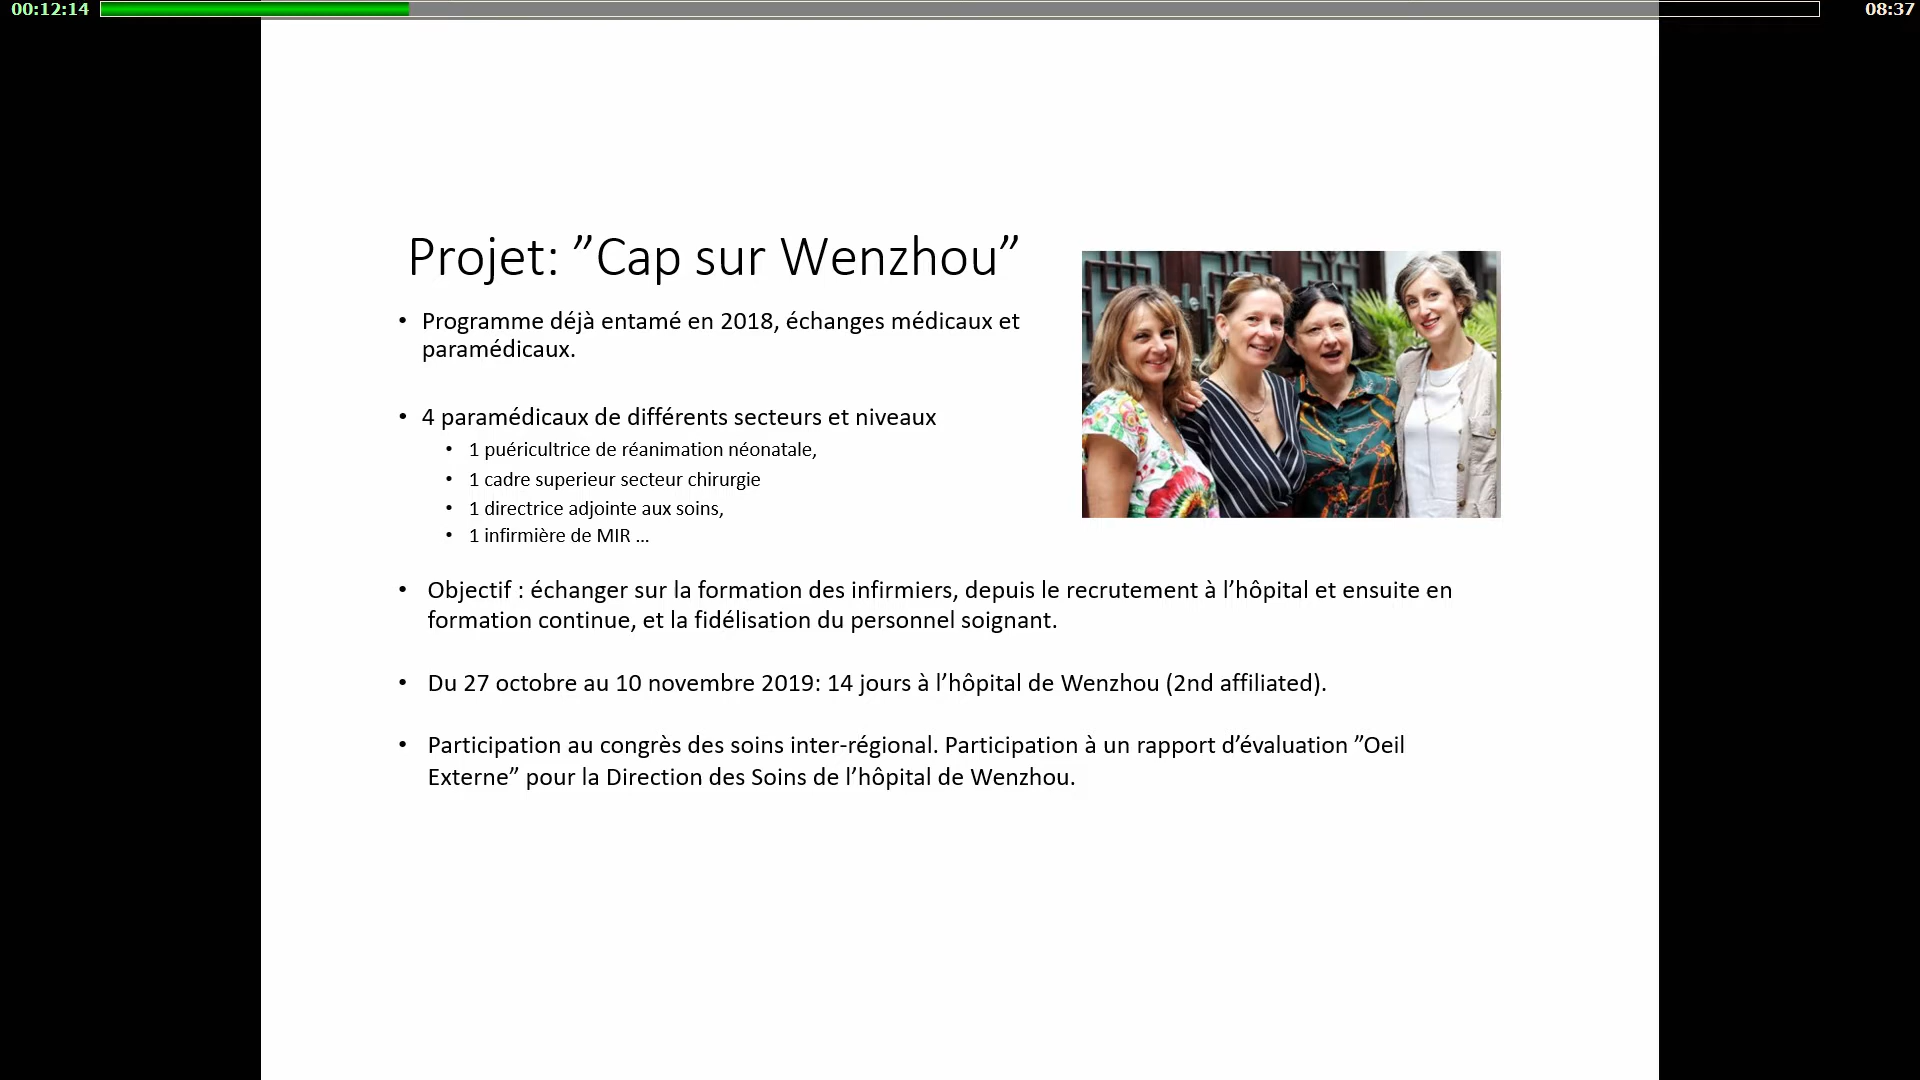 00:12:14
08:37
Projet: ”Cap sur Wenzhou”
• Programme déjà entamé en 2018, échanges médicaux et
paramédicaux.
• 4 paramédicaux de différents secteurs et niveaux
• 1 puéricultrice de réanimation néonatale,
• 1 cadre superieur secteur chirurgie
• 1 directrice adjointe aux soins,
• 1 infirmière de MIR ...
• Objectif : échanger sur la formation des infirmiers, depuis le recrutement à l’hôpital et ensuite en
formation continue, et la fidélisation du personnel soignant.
• Du 27 octobre au 10 novembre 2019: 14 jours à l’hôpital de Wenzhou (2nd affiliated).
• Participation au congrès des soins inter-régional. Participation à un rapport d’évaluation ”Oeil
Externe” pour la Direction des Soins de l’hôpital de Wenzhou.